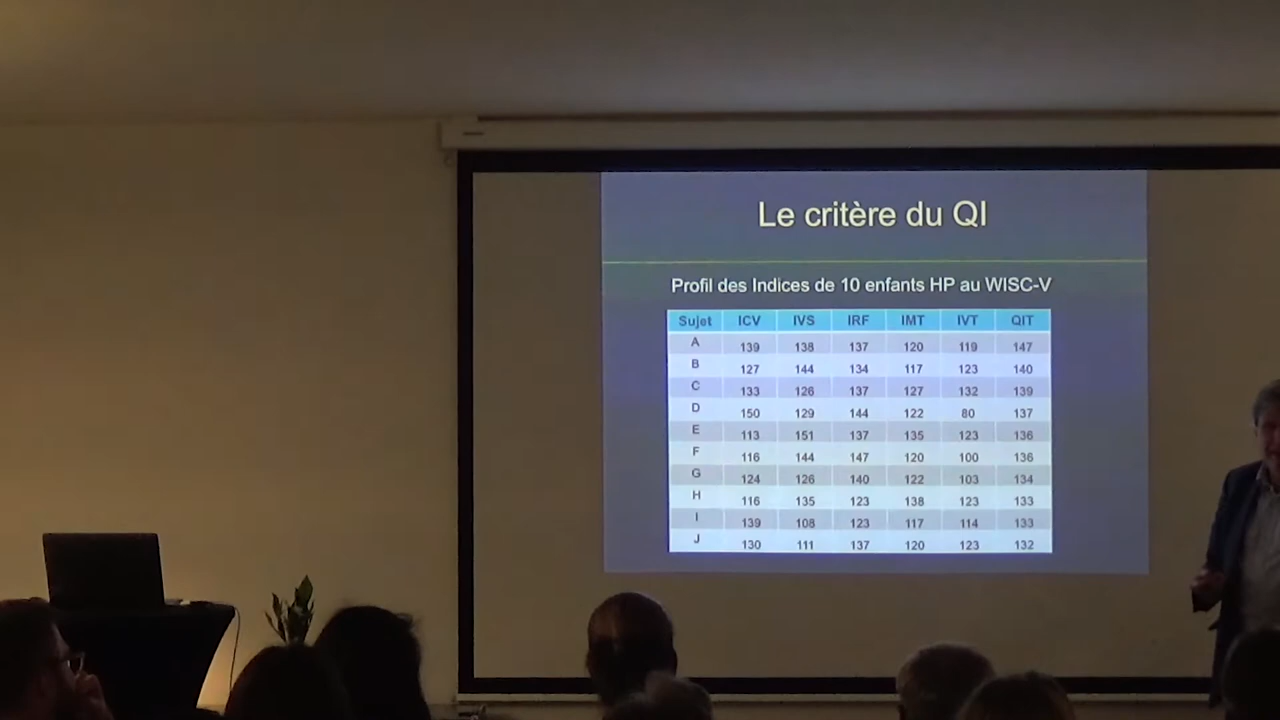 Le critère du QI
Profil des Indices de 10 enfants HP au WISC-V
Sujet ICV IVS IRF IMT IVT QIT
A 139 138 137 120 119 147
B 127 144 134 117 123 140
C 133 126 137 127 132 139
D 150 129 144 122 80 137
E 113 151 137 135 123 136
F 116 144 147 120 100 136
G 124 126 140 122 103 134
H 116 135 123 138 123 133
I 139 108 123 117 114 133
J 130 111 137 120 123 132